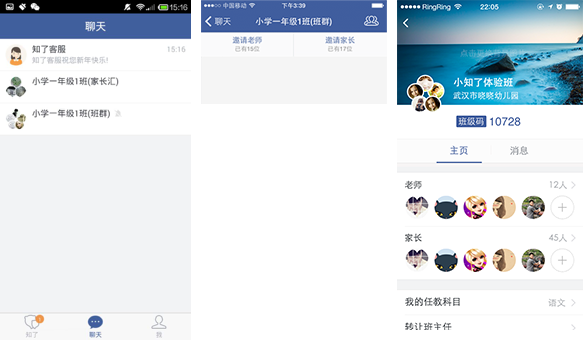 15:16
聊天
知了客服
15:16
知了客服祝您新年快乐!
小学一年级1班(家长汇)
小学一年级1班(班群)
知了
聊天
我
中国移动
下午3:39
聊天
小学一年级1班(班群)
邀请老师
已有15位
邀请家长
已有17位
RingRing
22:05
小知了体验班
武汉市晓晓幼儿园
班级码 10728
主页
消息
老师
12人
家长
45人
我的任教科目
语文
转让班主任